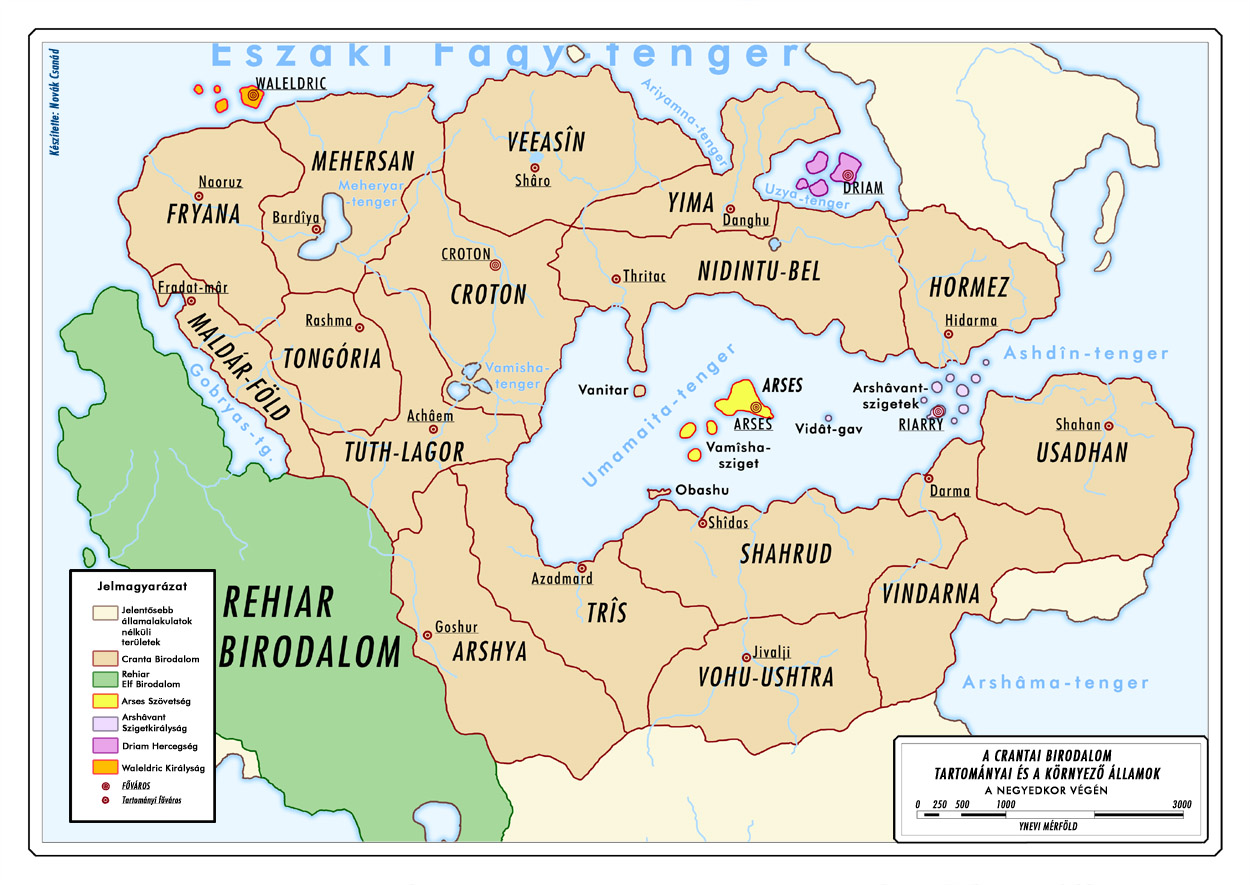 Északi Faqy-tenger
Készítette: Novák Csanád
WALELDRIC
Ariyamna-tenger
VEEASÎN
MEHERSAN
Shâro
Meheryar
-tenger
Naoruz
FRYANA
Bardîya
YIMA
Danghu
Uzya-tenger
DRIAM
CROTON
CROTON
Thritac
NIDINTU-BEL
HORMEZ
Hidarma
Fradat-mâr
MALDÁR-FÖLD
Rashma
TONGÓRIA
Gobryas-tg.
Vamisha-
tenger
Achâem
TUTH-LAGOR
Vanitar
Umamaita-tenger
ARSES
ARSES
Vamîsha-
sziget
Vidât-gav
Obashu
Arshâvant-
szigetek
RIARRY
Ashdîn-tenger
Shahan
USADHAN
Darma
Shîdas
SHAHRUD
VINDARNA
Azadmard
TRÎS
Goshur
ARSHYA
Jivalji
VOHU-USHTRA
Arshâma-tenger
REHIAR
BIRODALOM
Jelmagyarázat
Jelentősebb
államalakulatok
nélküli
területek
Cranta Birodalom
Rehiar
Elf Birodalom
Arses Szövetség
Arshâvant
Szigetkirályság
Driam Hercegség
Waleldric Királyság
FŐVÁROS
Tartományi főváros
A CRANTAI BIRODALOM
TARTOMÁNYAI ÉS A KÖRNYEZŐ ÁLLAMOK
A NEGYEDKOR VÉGÉN
0 250 500 1000 3000
YNEVI MÉRFÖLD